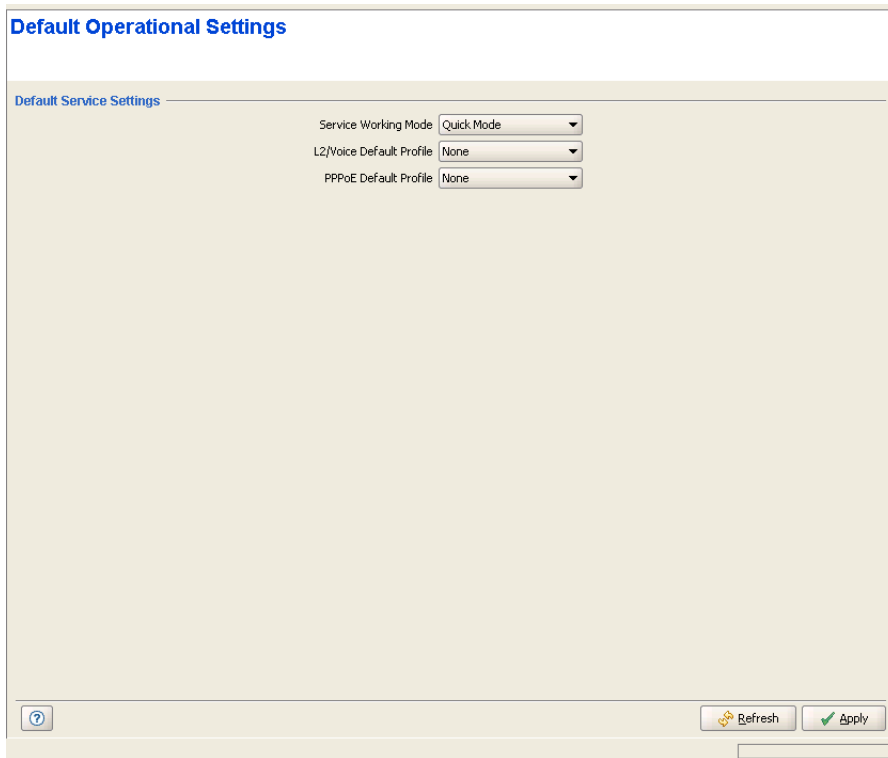 Default Operational Settings
Default Service Settings
Service Working Mode Quick Mode
L2/Voice Default Profile None
PPPoE Default Profile None
? Refresh Apply